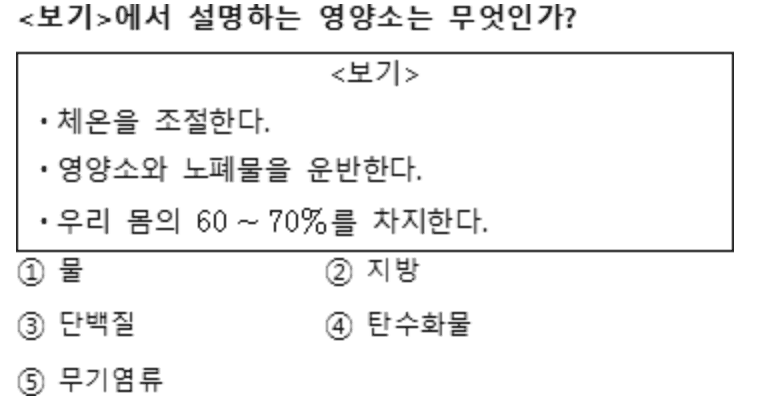 <보기>에서 설명하는 영양소는 무엇인가?
<보기>
·체온을 조절한다.
·영양소와 노폐물을 운반한다.
·우리 몸의 60 ~ 70%를 차지한다.
① 물 ② 지방
③ 단백질 ④ 탄수화물
⑤ 무기염류